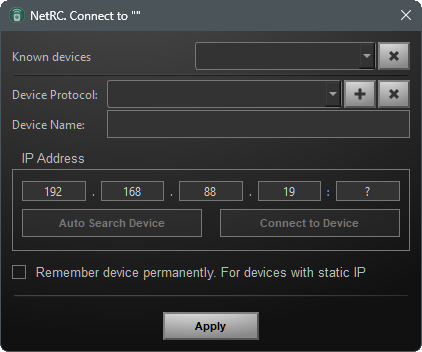 NetRC. Connect to ""
Known devices
Device Protocol:
Device Name:
IP Address
192 . 168 . 88 . 19 : ?
Auto Search Device Connect to Device
Remember device permanently. For devices with static IP
Apply